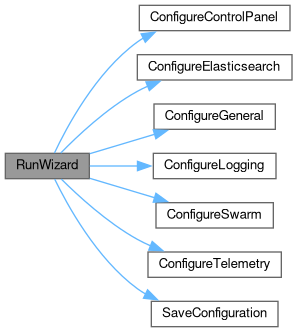 ConfigureControlPanel
ConfigureElasticsearch
ConfigureGeneral
RunWizard
ConfigureLogging
ConfigureSwarm
ConfigureTelemetry
SaveConfiguration